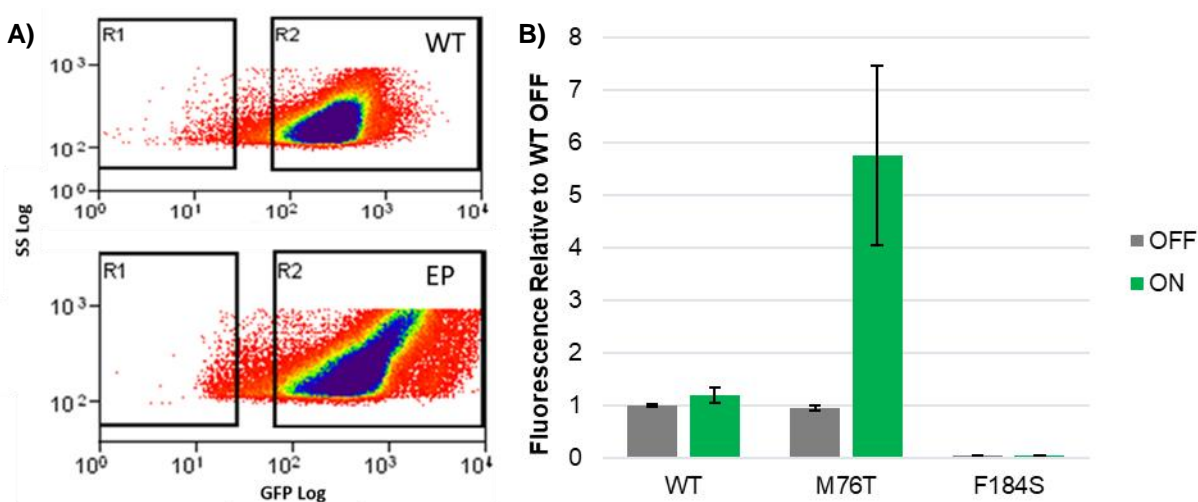 A)
R1
R2
WT
10³
10²
10⁰
10⁰ 10¹ 10² 10³ 10⁴
R1
R2
EP
10³
10²
10⁰ 10¹ 10² 10³ 10⁴
SS Log
GFP Log
B)
Fluorescence Relative to WT OFF
8
7
6
5
4
3
2
1
0
WT M76T F184S
OFF
ON